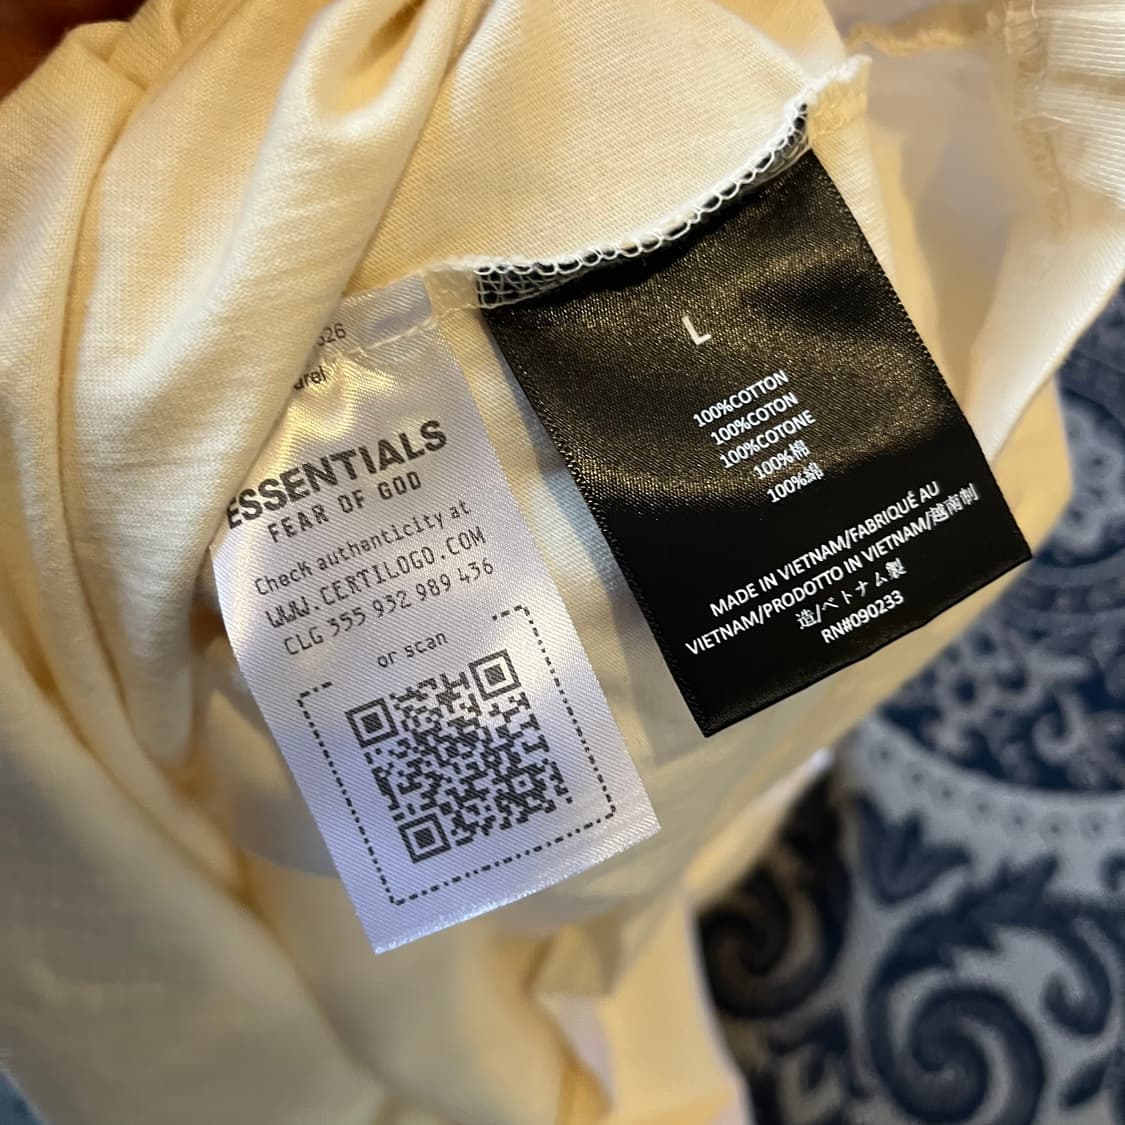 626
arel
ESSENTIALS
FEAR OF GOD
Check authenticity at
WWW.CERTILOGO.COM
CLG 355 932 989 436
or scan
L
100%COTTON
100%COTON
100%COTONE
100%棉
100%綿
MADE IN VIETNAM/FABRIQUÉ AU
VIETNAM/PRODOTTO IN VIETNAM/越南制
造/ベトナム製
RN#090233